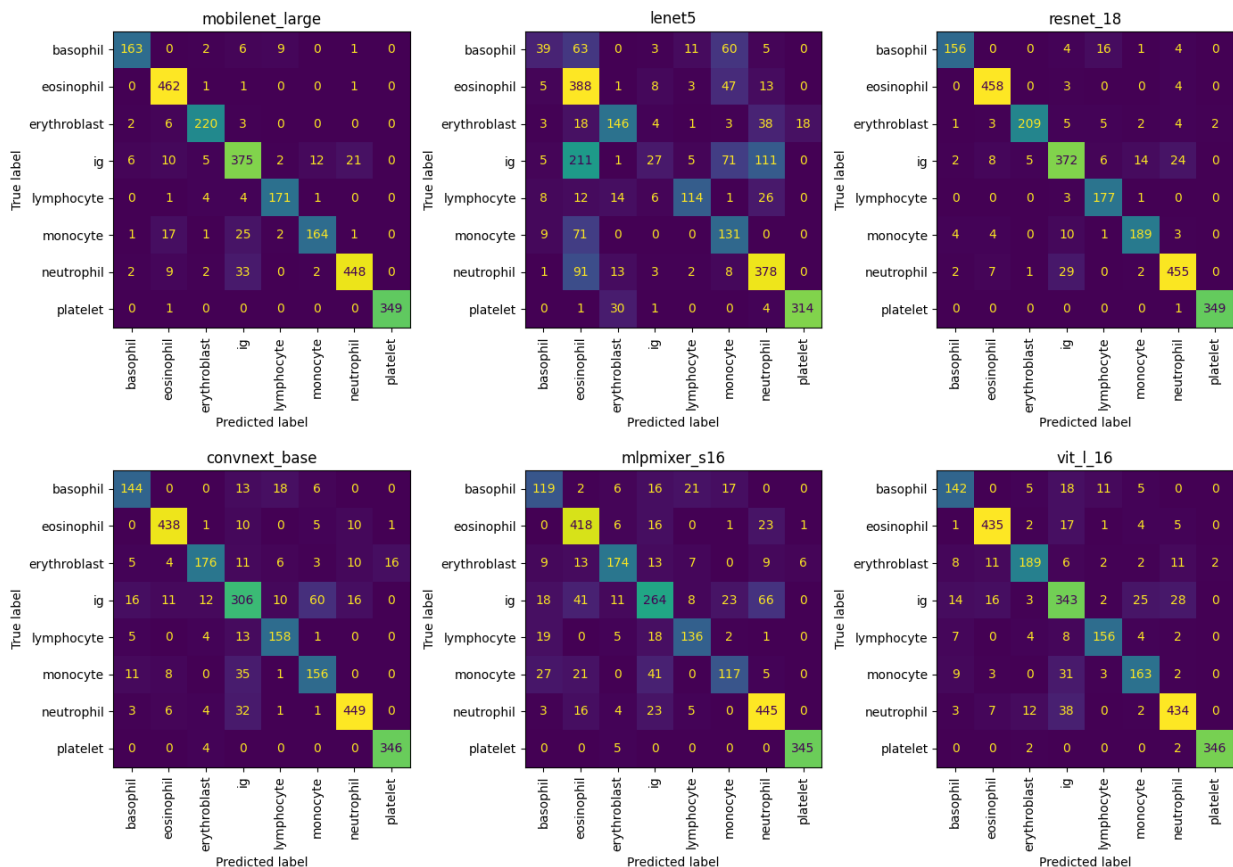 mobilenet_large
True label
basophil 163 0 2 6 9 0 1 0
eosinophil 0 462 1 1 0 0 1 0
erythroblast 2 6 220 3 0 0 0 0
ig 6 10 5 375 2 12 21 0
lymphocyte 0 1 4 4 171 1 0 0
monocyte 1 17 1 25 2 164 1 0
neutrophil 2 9 2 33 0 2 448 0
platelet 0 1 0 0 0 0 0 349
basophil eosinophil erythroblast ig lymphocyte monocyte neutrophil platelet
Predicted label
lenet5
True label
basophil 39 63 0 3 11 60 5 0
eosinophil 5 388 1 8 3 47 13 0
erythroblast 3 18 146 4 1 3 38 18
ig 5 211 1 27 5 71 111 0
lymphocyte 8 12 14 6 114 1 26 0
monocyte 9 71 0 0 0 131 0 0
neutrophil 1 91 13 3 2 8 378 0
platelet 0 1 30 1 0 0 4 314
basophil eosinophil erythroblast ig lymphocyte monocyte neutrophil platelet
Predicted label
resnet_18
True label
basophil 156 0 0 4 16 1 4 0
eosinophil 0 458 0 3 0 0 4 0
erythroblast 1 3 209 5 5 2 4 2
ig 2 8 5 372 6 14 24 0
lymphocyte 0 0 0 3 177 1 0 0
monocyte 4 4 0 10 1 189 3 0
neutrophil 2 7 1 29 0 2 455 0
platelet 0 0 0 0 0 0 1 349
basophil eosinophil erythroblast ig lymphocyte monocyte neutrophil platelet
Predicted label
convnext_base
True label
basophil 144 0 0 13 18 6 0 0
eosinophil 0 438 1 10 0 5 10 1
erythroblast 5 4 176 11 6 3 10 16
ig 16 11 12 306 10 60 16 0
lymphocyte 5 0 4 13 158 1 0 0
monocyte 11 8 0 35 1 156 0 0
neutrophil 3 6 4 32 1 1 449 0
platelet 0 0 4 0 0 0 0 346
basophil eosinophil erythroblast ig lymphocyte monocyte neutrophil platelet
Predicted label
mlpmixer_s16
True label
basophil 119 2 6 16 21 17 0 0
eosinophil 0 418 6 16 0 1 23 1
erythroblast 9 13 174 13 7 0 9 6
ig 18 41 11 264 8 23 66 0
lymphocyte 19 0 5 18 136 2 1 0
monocyte 27 21 0 41 0 117 5 0
neutrophil 3 16 4 23 5 0 445 0
platelet 0 0 5 0 0 0 0 345
basophil eosinophil erythroblast ig lymphocyte monocyte neutrophil platelet
Predicted label
vit_l_16
True label
basophil 142 0 5 18 11 5 0 0
eosinophil 1 435 2 17 1 4 5 0
erythroblast 8 11 189 6 2 2 11 2
ig 14 16 3 343 2 25 28 0
lymphocyte 7 0 4 8 156 4 2 0
monocyte 9 3 0 31 3 163 2 0
neutrophil 3 7 12 38 0 2 434 0
platelet 0 0 2 0 0 0 2 346
basophil eosinophil erythroblast ig lymphocyte monocyte neutrophil platelet
Predicted label